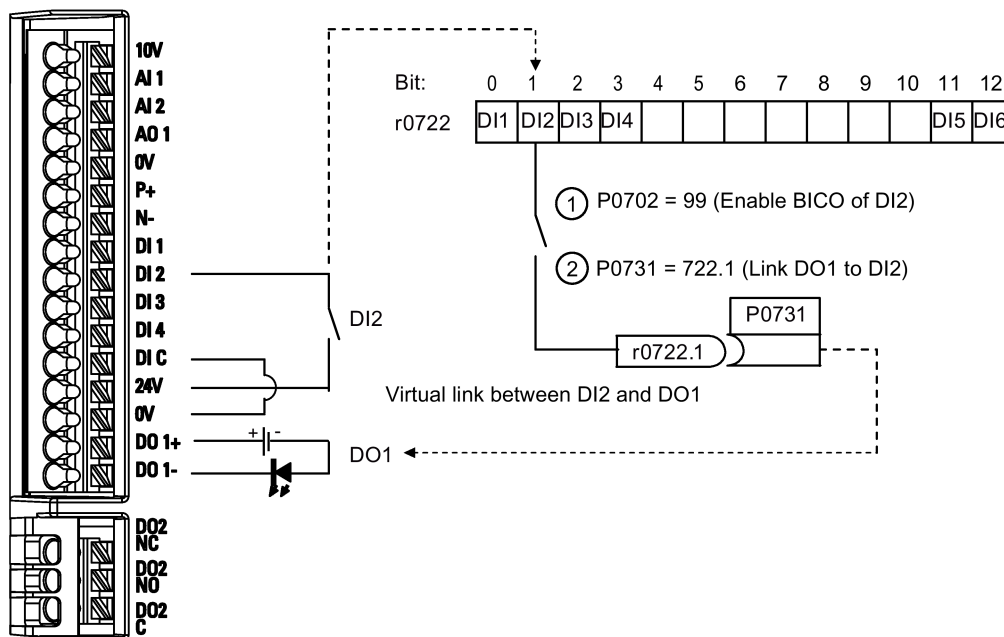 10V
AI 1
AI 2
AO 1
0V
P+
N-
DI 1
DI 2
DI 3
DI 4
DI C
24V
0V
DO 1+
DO 1-
DO2
NC
DO2
NO
DO2
C
Bit: 0 1 2 3 4 5 6 7 8 9 10 11 12
r0722 DI1 DI2 DI3 DI4 DI5 DI6
1 P0702 = 99 (Enable BICO of DI2)
2 P0731 = 722.1 (Link DO1 to DI2)
P0731
r0722.1
DI2
Virtual link between DI2 and DO1
+ -
DO1